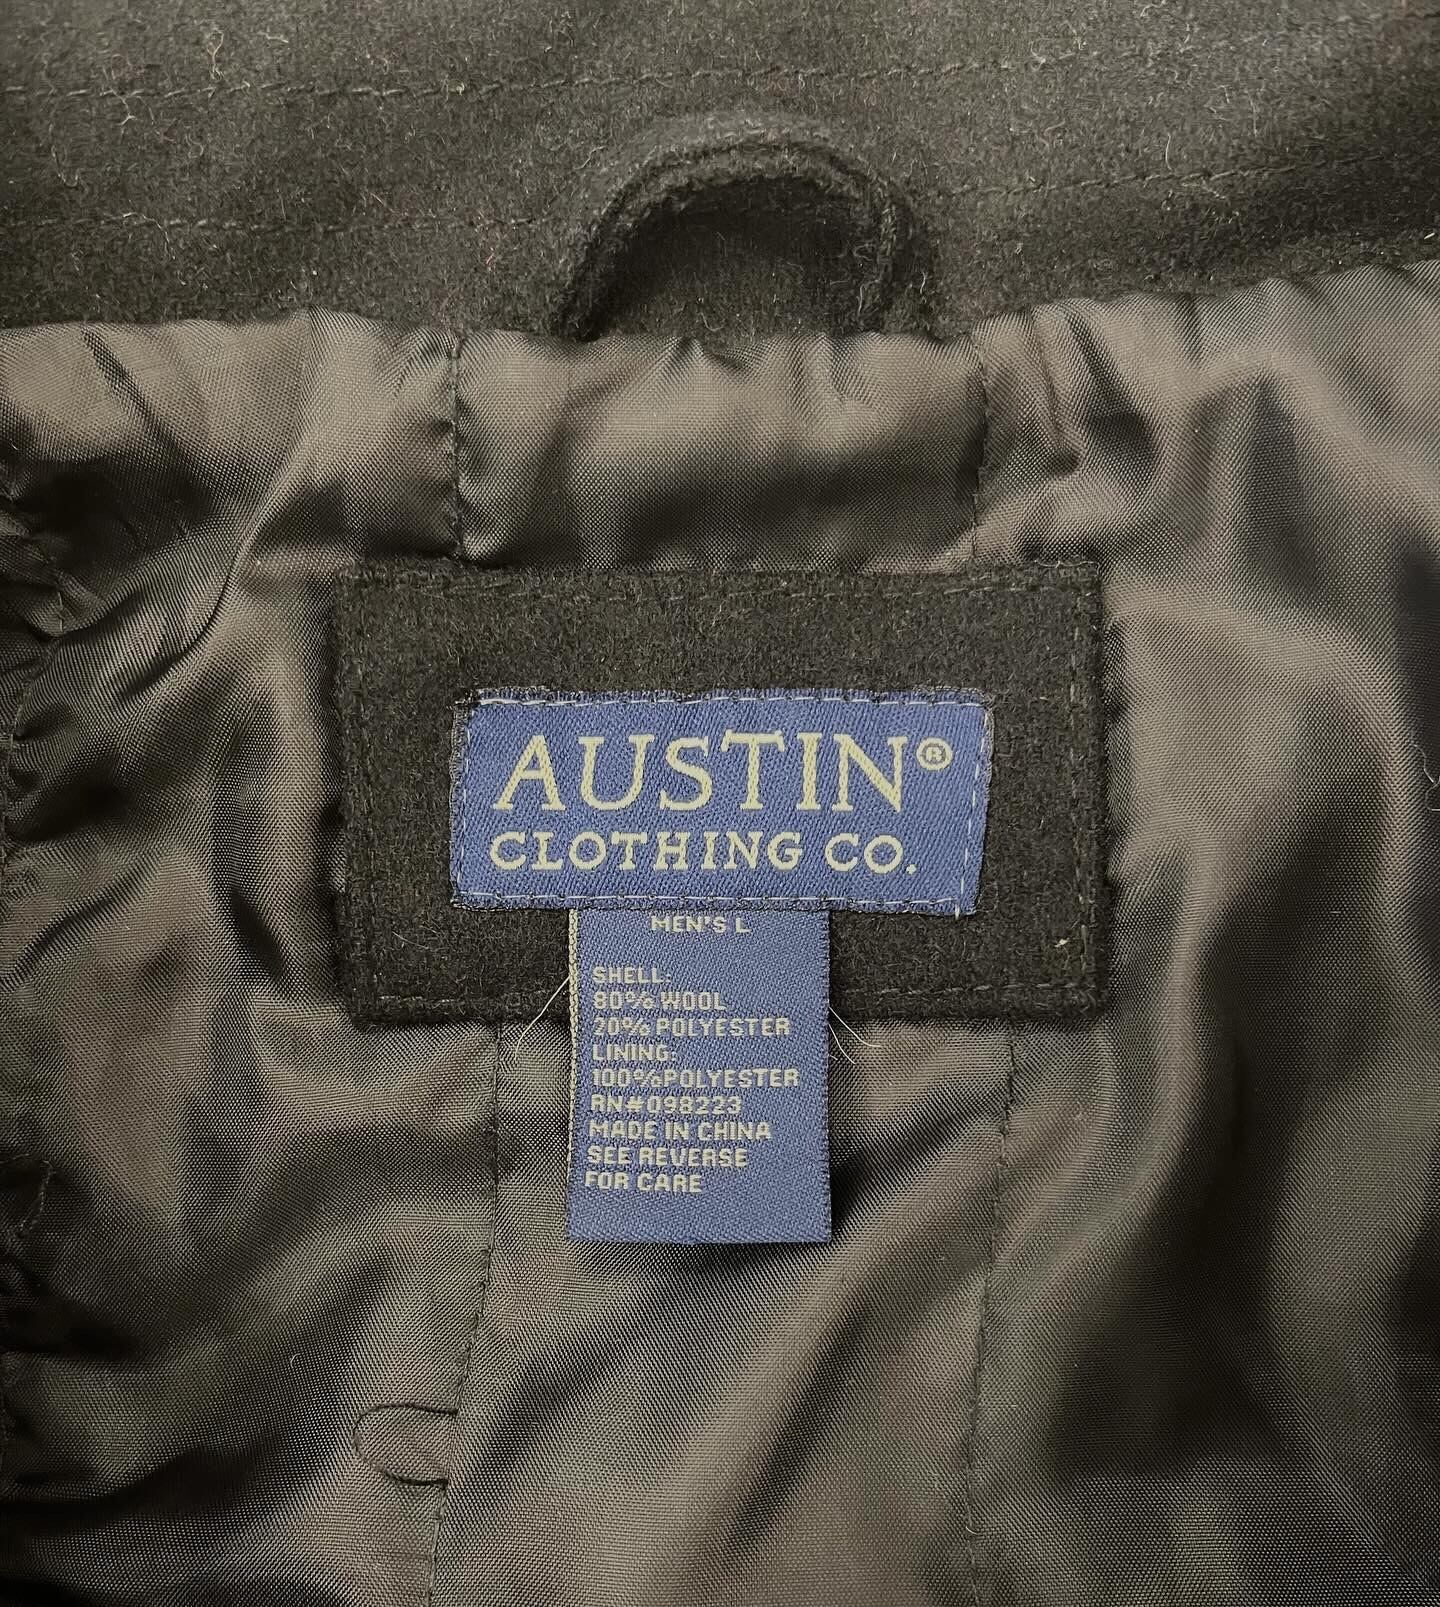 AUSTIN®
CLOTHING CO.
MEN'S L
SHELL:
80% WOOL
20% POLYESTER
LINING:
100% POLYESTER
RN# 098223
MADE IN CHINA
SEE REVERSE
FOR CARE